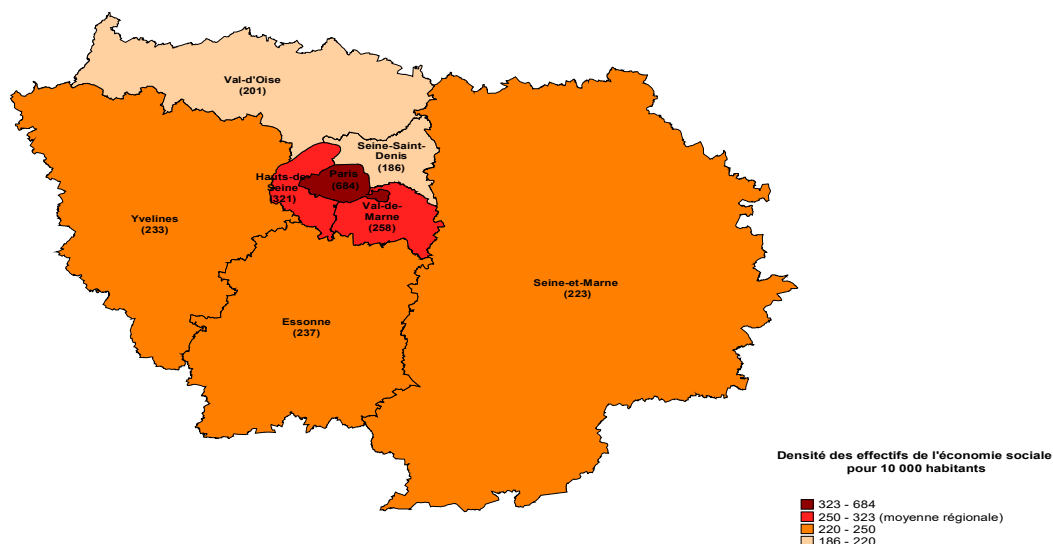 Val-d'Oise
(201)
Seine-Saint-
Denis
(186)
Hauts-de-
Seine
(321)
Paris
(684)
Val-de-
Marne
(258)
Yvelines
(233)
Seine-et-Marne
(223)
Essonne
(237)
Densité des effectifs de l'économie sociale
pour 10 000 habitants
323 - 684
250 - 323 (moyenne régionale)
220 - 250
186 - 220